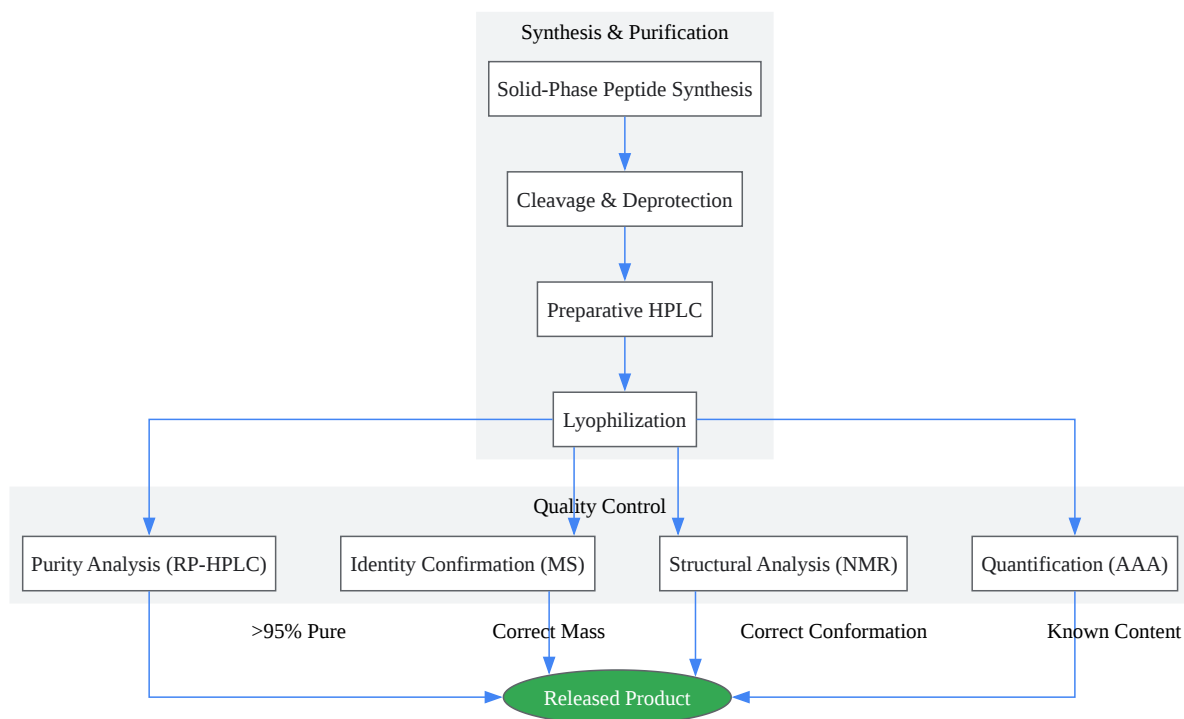 Synthesis & Purification
Solid-Phase Peptide Synthesis
Cleavage & Deprotection
Preparative HPLC
Lyophilization
Quality Control
Purity Analysis (RP-HPLC)
Identity Confirmation (MS)
Structural Analysis (NMR)
Quantification (AAA)
>95% Pure
Correct Mass
Correct Conformation
Known Content
Released Product